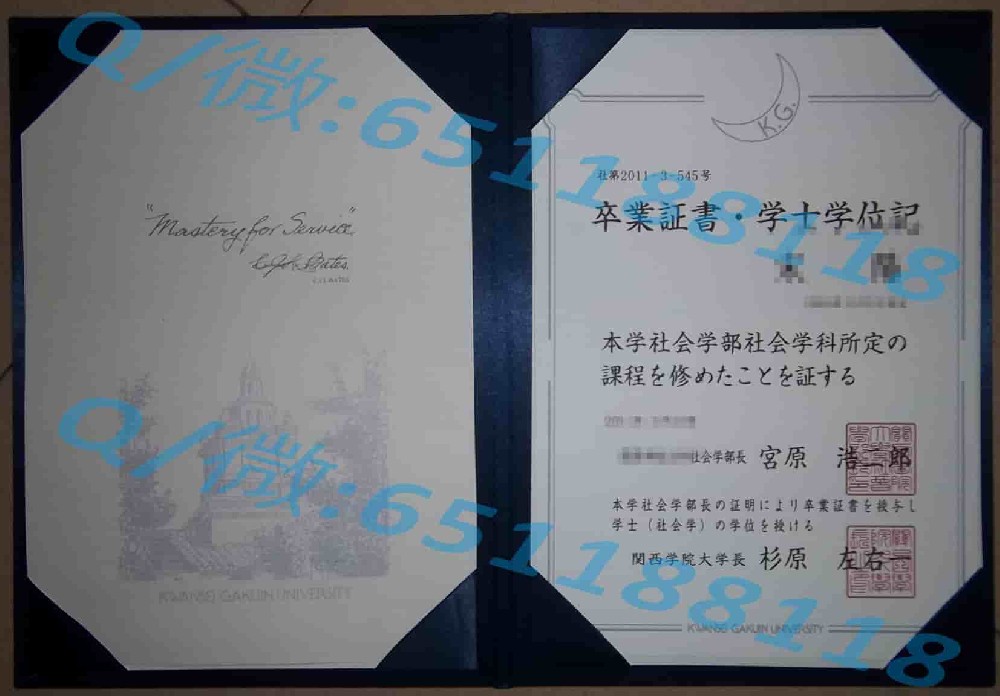 Q/微:651188118
"Mastery for Service"
C.J.L. Bates.
C.J.L.BATES
Q/微:651188118
KWANSEI GAKUIN UNIVERSITY
K.G.
社第2011-3-545号
卒業証書・学士学位記
本学社会学部社会学科所定の
課程を修めたことを証する
社会学部長 宮原 浩二郎
本学社会学部長の証明により卒業証書を授与し
学士(社会学)の学位を授ける
関西学院大学長 杉原 左右一
KWANSEI GAKUIN UNIVERSITY